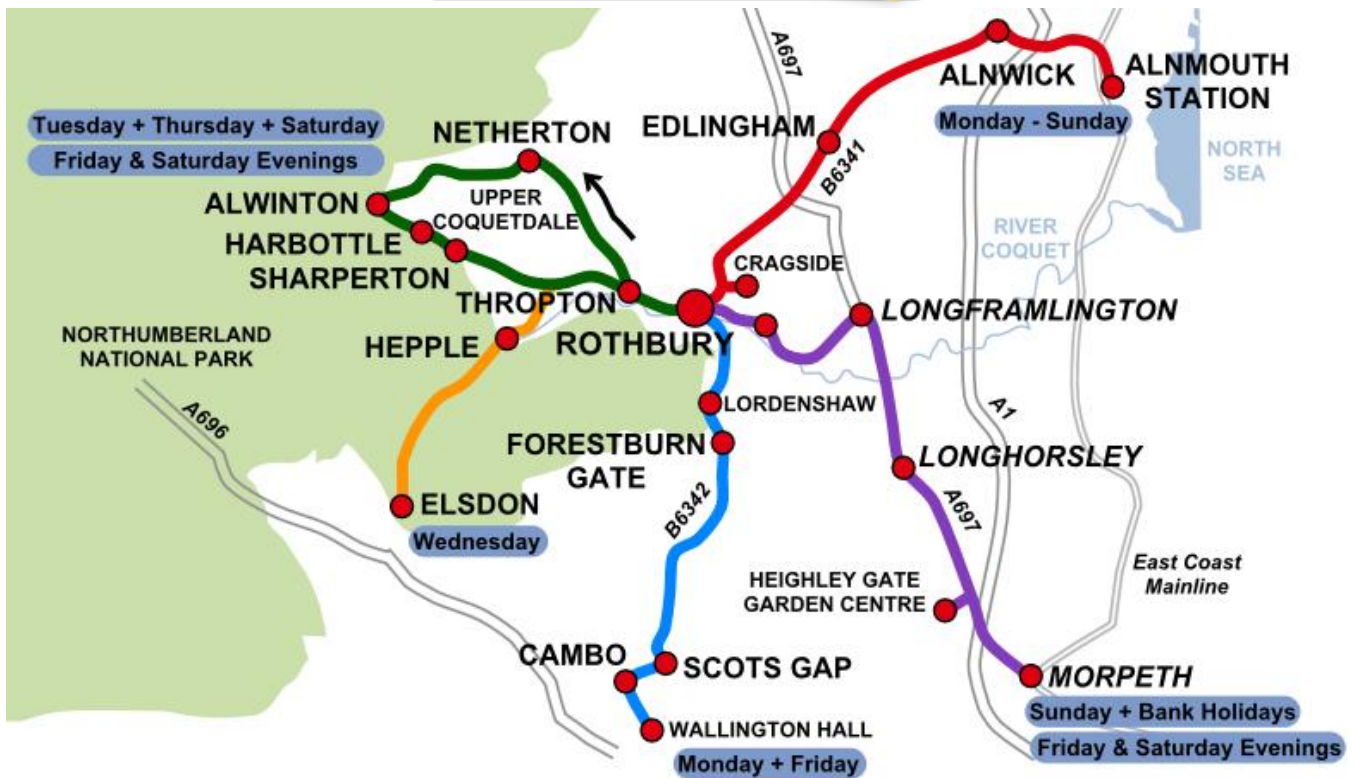 A697
ALNWICK
ALNMOUTH
STATION
Monday - Sunday
Tuesday + Thursday + Saturday
Friday & Saturday Evenings
NETHERTON
EDLINGHAM
B6341
NORTH
SEA
ALWINTON
UPPER
COQUETDALE
HARBOTTLE
SHARPERTON
RIVER
COQUET
CRAGSIDE
THROPTON
ROTHBURY
LONGFRAMLINGTON
NORTHUMBERLAND
NATIONAL PARK
HEPPLE
A696
LORDENSHAW
A1
FORESTBURN
GATE
LONGHORSLEY
ELSDON
Wednesday
B6342
A697
HEIGHLEY GATE
GARDEN CENTRE
East Coast
Mainline
CAMBO
SCOTS GAP
MORPETH
Sunday + Bank Holidays
Friday & Saturday Evenings
WALLINGTON HALL
Monday + Friday